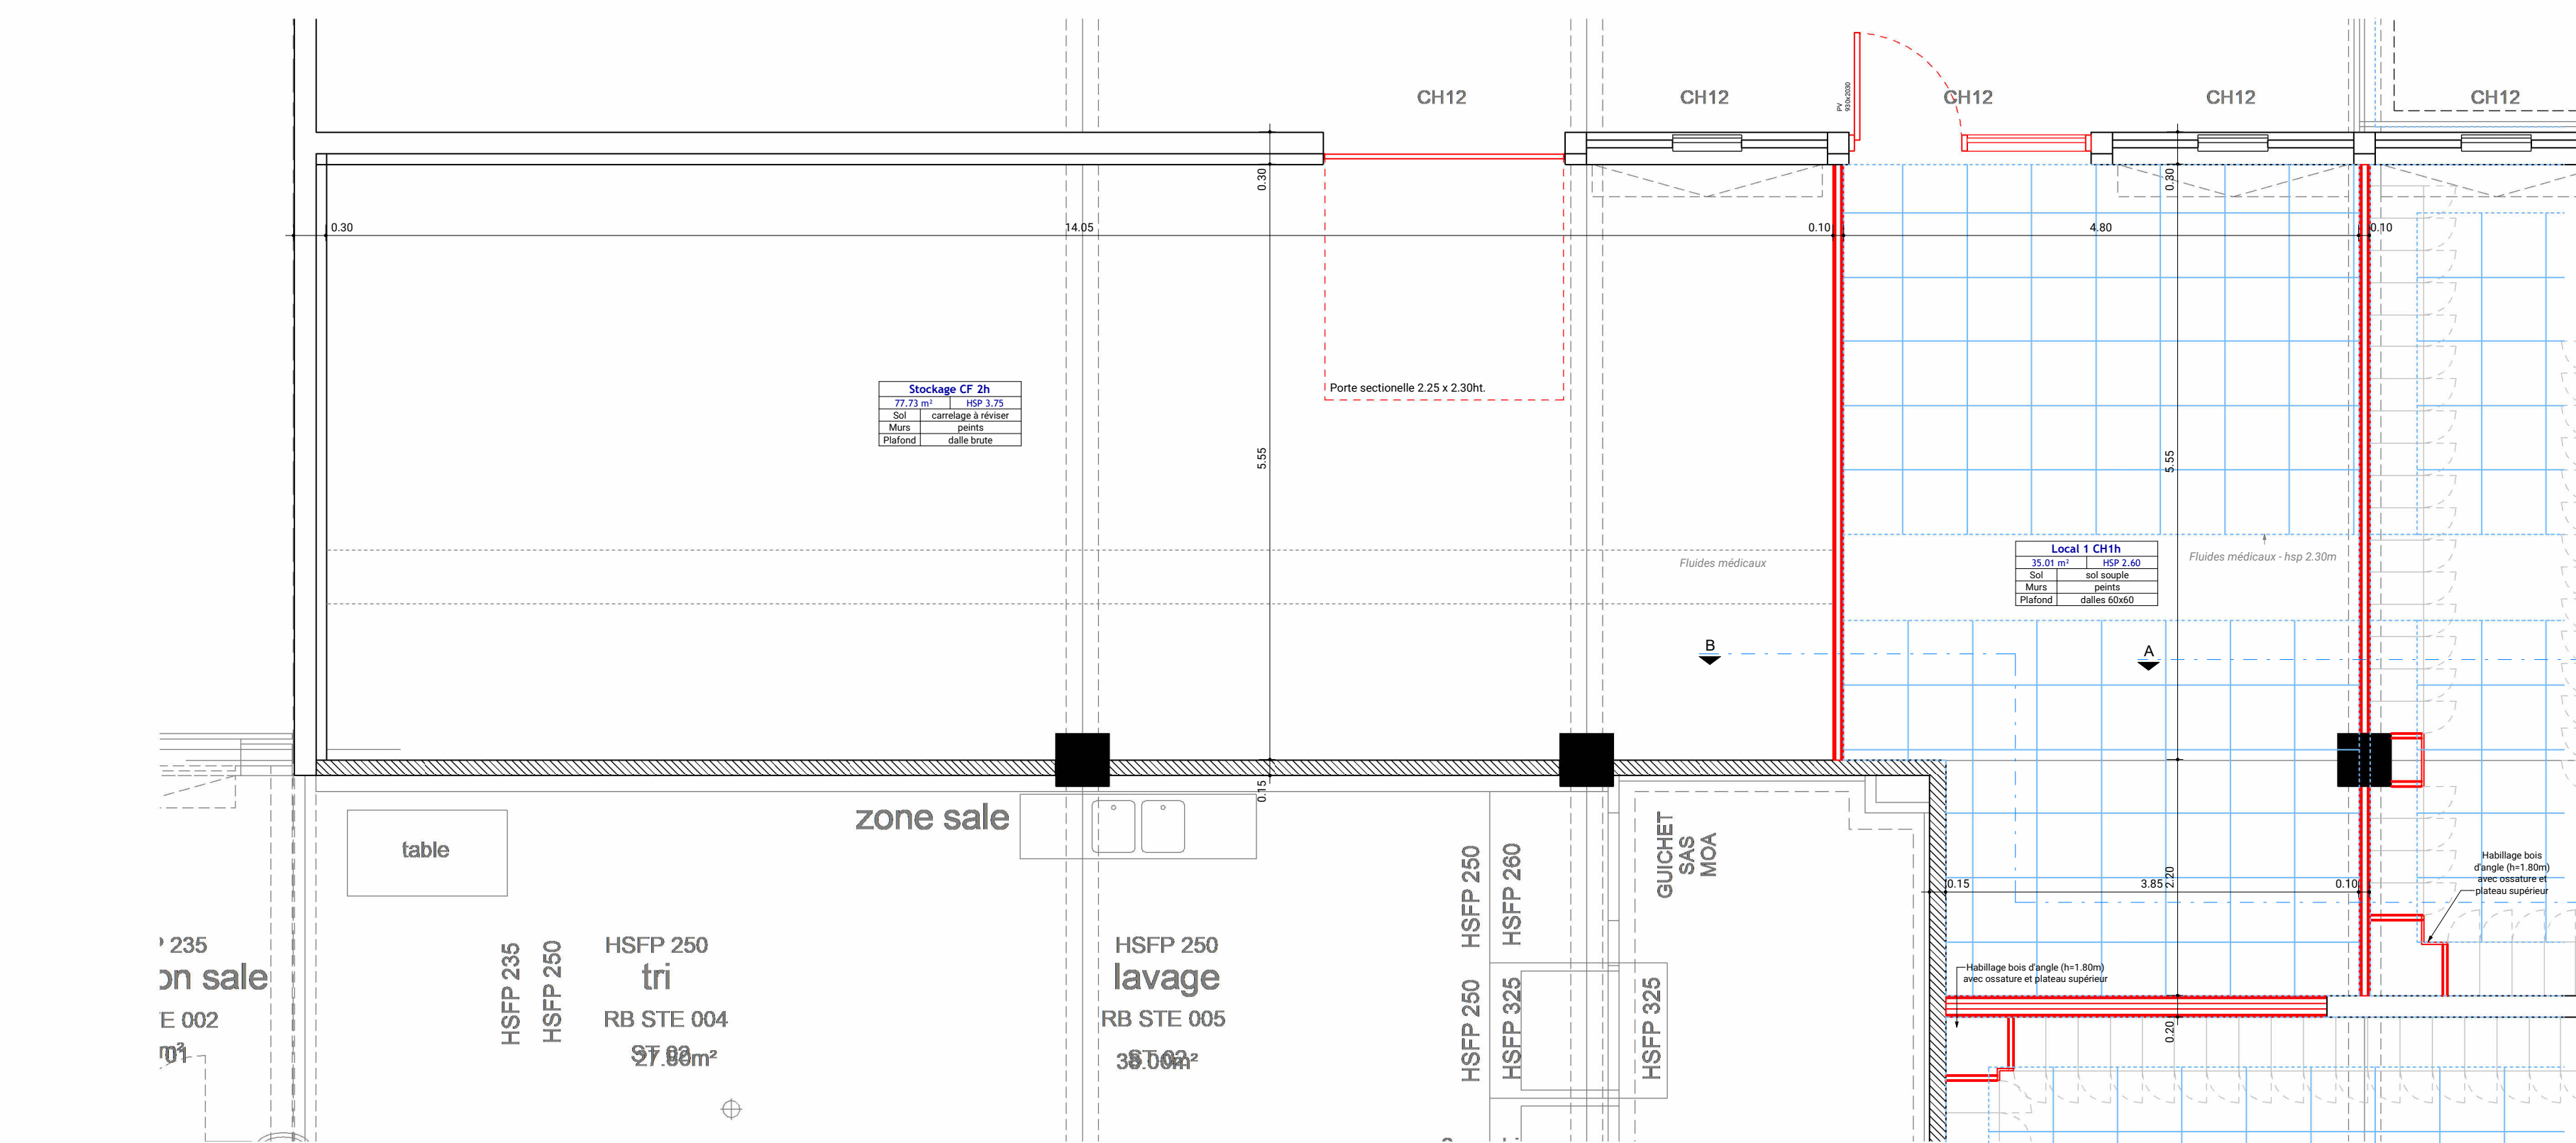 CH12
CH12
CH12
CH12
CH12
PV
930x2030
0.30
0.30
0.30
14.05
0.10
4.80
0.10
Porte sectionelle 2.25 x 2.30ht.
Stockage CF 2h
77.73 m² HSP 3.75
Sol carrelage à réviser
Murs peints
Plafond dalle brute
5.55
5.55
Fluides médicaux
Local 1 CH1h
35.01 m² HSP 2.60
Sol sol souple
Murs peints
Plafond dalles 60x60
Fluides médicaux - hsp 2.30m
B
A
0.15
zone sale
table
GUICHET
SAS
MOA
HSFP 250
HSFP 260
0.15
3.85
2.20
0.10
Habillage bois
d'angle (h=1.80m)
avec ossature et
plateau supérieur
235
on sale
E 002
m²
HSFP 235
HSFP 250
HSFP 250
tri
RB STE 004
HSFP 250
lavage
RB STE 005
HSFP 250
HSFP 325
HSFP 325
Habillage bois d'angle (h=1.80m)
avec ossature et plateau supérieur
0.20